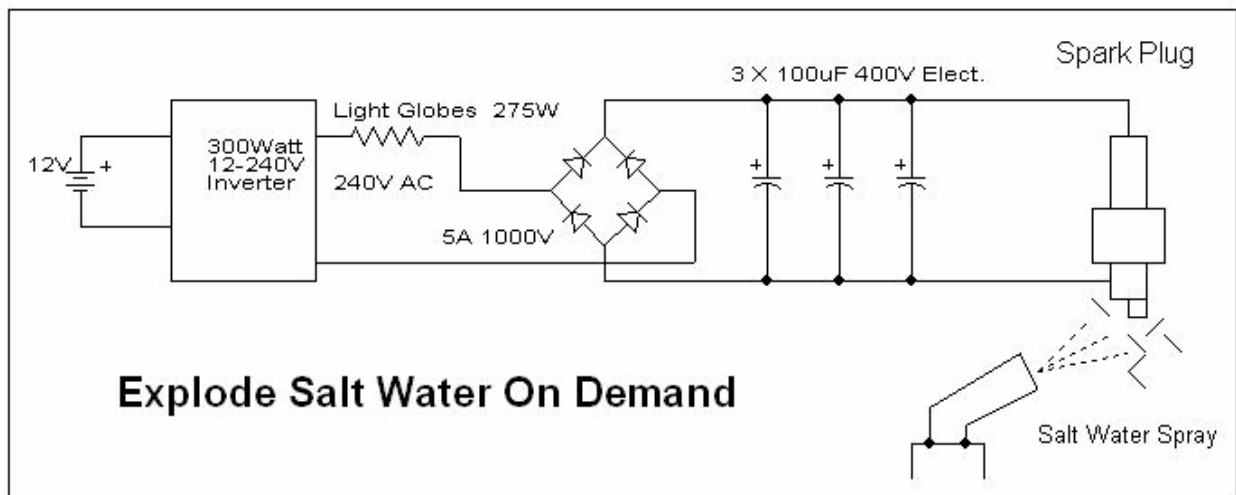 Spark Plug
3 X 100uF 400V Elect.
Light Globes 275W
300Watt
12-240V
Inverter
12V
+
240V AC
+
+
+
5A 1000V
Explode Salt Water On Demand
Salt Water Spray